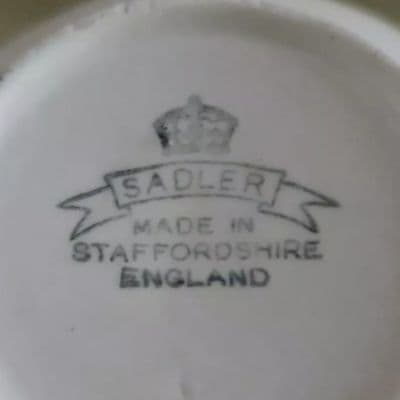 SADLER
MADE IN
STAFFORDSHIRE
ENGLAND